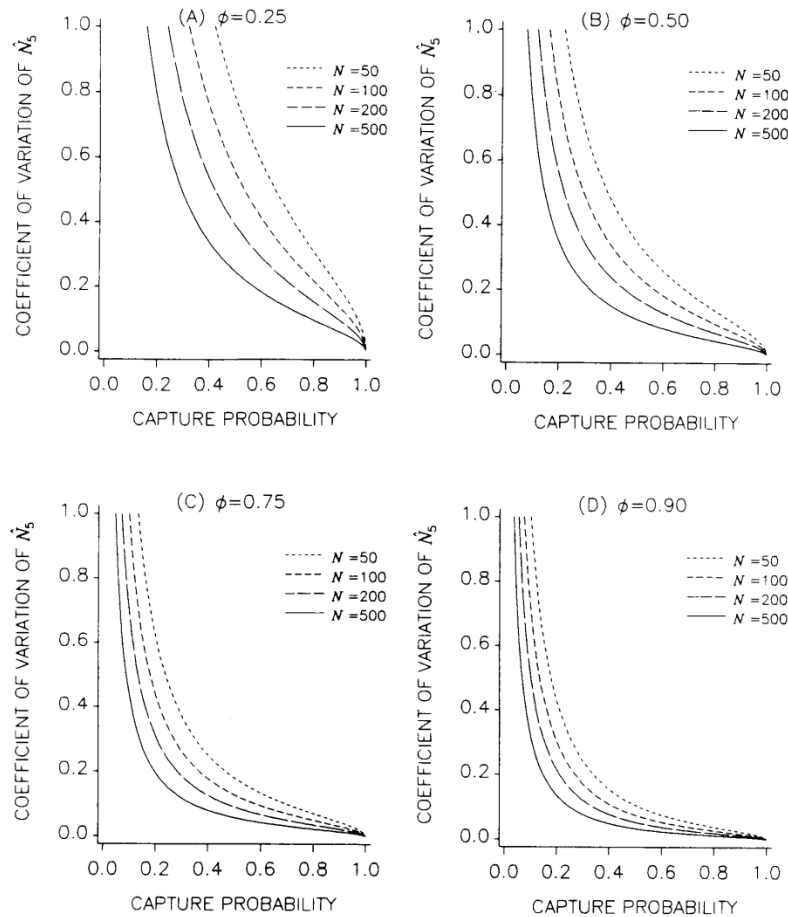 (A) ϕ=0.25
COEFFICIENT OF VARIATION OF N̂₅
1.0
0.8
0.6
0.4
0.2
0.0
N =50
N =100
N =200
N =500
0.0 0.2 0.4 0.6 0.8 1.0
CAPTURE PROBABILITY
(B) ϕ=0.50
COEFFICIENT OF VARIATION OF N̂₅
1.0
0.8
0.6
0.4
0.2
0.0
N =50
N =100
N =200
N =500
0.0 0.2 0.4 0.6 0.8 1.0
CAPTURE PROBABILITY
(C) ϕ=0.75
COEFFICIENT OF VARIATION OF N̂₅
1.0
0.8
0.6
0.4
0.2
0.0
N =50
N =100
N =200
N =500
0.0 0.2 0.4 0.6 0.8 1.0
CAPTURE PROBABILITY
(D) ϕ=0.90
COEFFICIENT OF VARIATION OF N̂₅
1.0
0.8
0.6
0.4
0.2
0.0
N =50
N =100
N =200
N =500
0.0 0.2 0.4 0.6 0.8 1.0
CAPTURE PROBABILITY